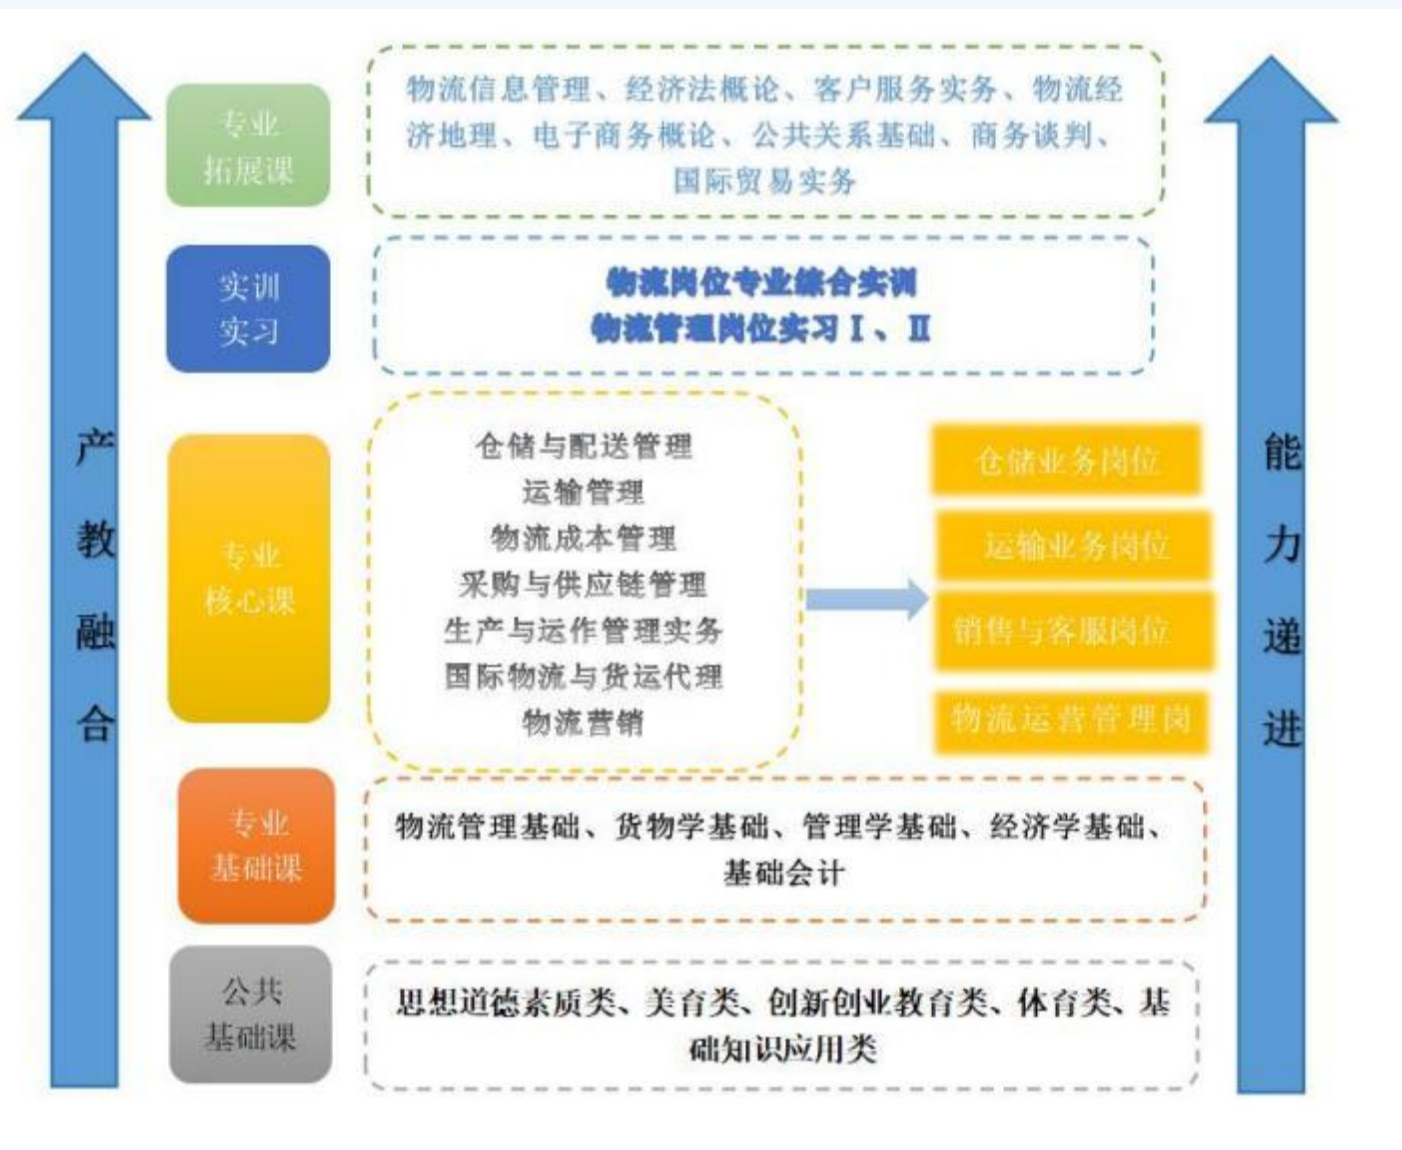 专业
拓展课
物流信息管理、经济法概论、客户服务实务、物流经
济地理、电子商务概论、公共关系基础、商务谈判、
国际贸易实务
实训
实习
物流岗位专业综合实训
物流管理岗位实习Ⅰ、Ⅱ
产
教
融
合
专业
核心课
仓储与配送管理
运输管理
物流成本管理
采购与供应链管理
生产与运作管理实务
国际物流与货运代理
物流营销
仓储业务岗位
运输业务岗位
销售与客服岗位
物流运营管理岗
能
力
递
进
专业
基础课
物流管理基础、货物学基础、管理学基础、经济学基础、
基础会计
公共
基础课
思想道德素质类、美育类、创新创业教育类、体育类、基
础知识应用类